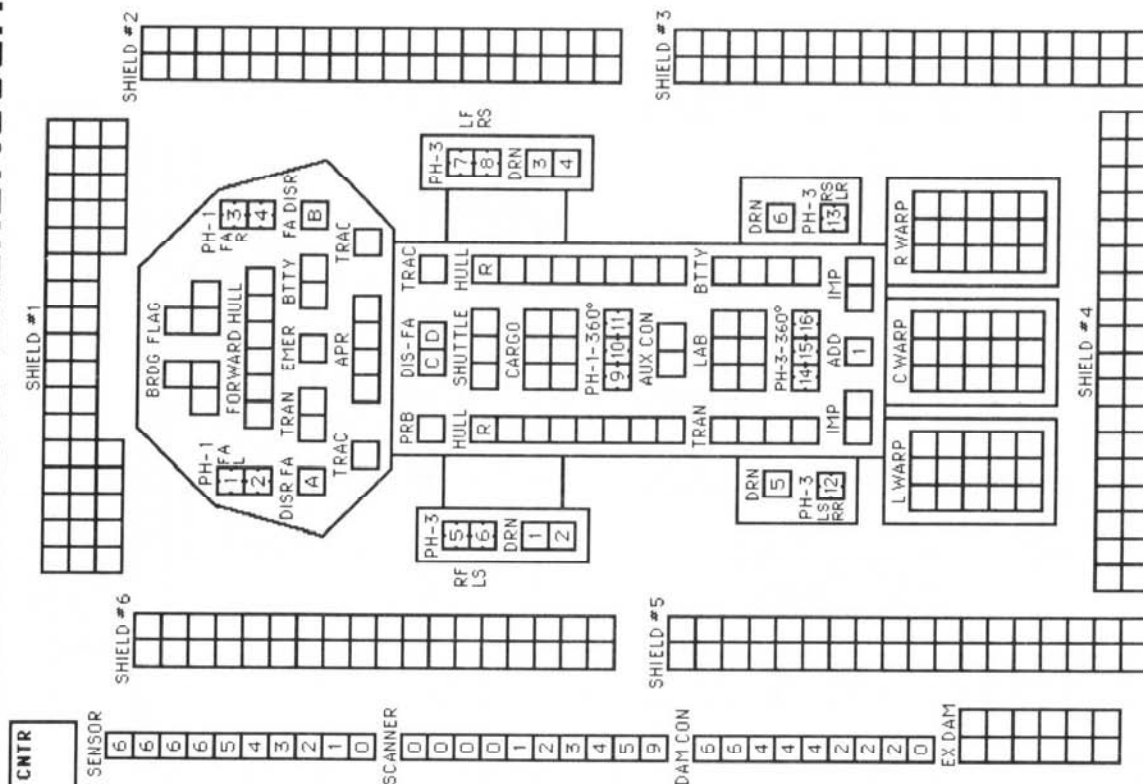 SHIELD #2
SHIELD #3
SHIELD #1
BRDG FLAG
FORWARD HULL
PH-1
FA
L
1
2
DISR FA
A
TRAN
EMER
BTTY
PH-1
FA
R
3
4
FA DISR
B
TRAC
APR
TRAC
PH-3
7
8
LF
RS
DRN
3
4
PH-3
5
6
RF
LS
DRN
1
2
PRB
DIS-FA
C D
TRAC
HULL
R
SHUTTLE
HULL
R
CARGO
PH-1-360°
9 10 11
AUX CON
TRAN
LAB
BTTY
PH-3-360°
14 15 16
IMP
ADD
1
IMP
DRN
5
PH-3
LS
RR
12
DRN
6
PH-3
13
RS
LR
L WARP
C WARP
R WARP
SHIELD #4
SHIELD #6
SHIELD #5
CNTR
SENSOR
6 6 6 6 5 4 3 2 1 0
SCANNER
0 0 0 0 1 2 3 4 5 9
DAM CON
6 6 4 4 4 2 2 2 0
EX DAM